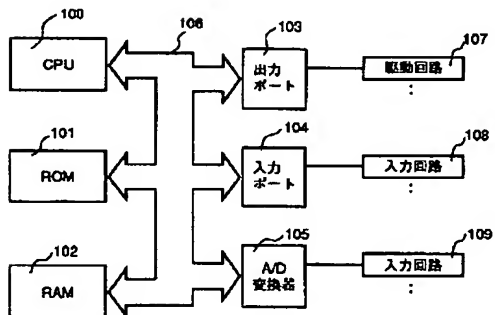 100
CPU
106
103
出力
ポート
107
駆動回路
⋮
101
ROM
104
入力
ポート
108
入力回路
⋮
102
RAM
105
A/D
変換器
109
入力回路
⋮